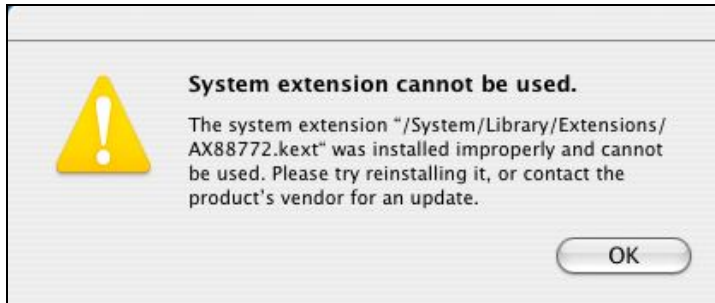 System extension cannot be used.
The system extension “/System/Library/Extensions/
AX88772.kext“ was installed improperly and cannot
be used. Please try reinstalling it, or contact the
product’s vendor for an update.
OK